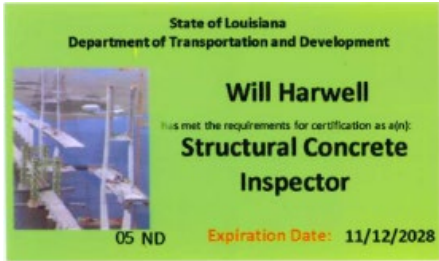 State of Louisiana
Department of Transportation and Development
Will Harwell
has met the requirements for certification as a(n):
Structural Concrete
Inspector
05 ND
Expiration Date: 11/12/2028